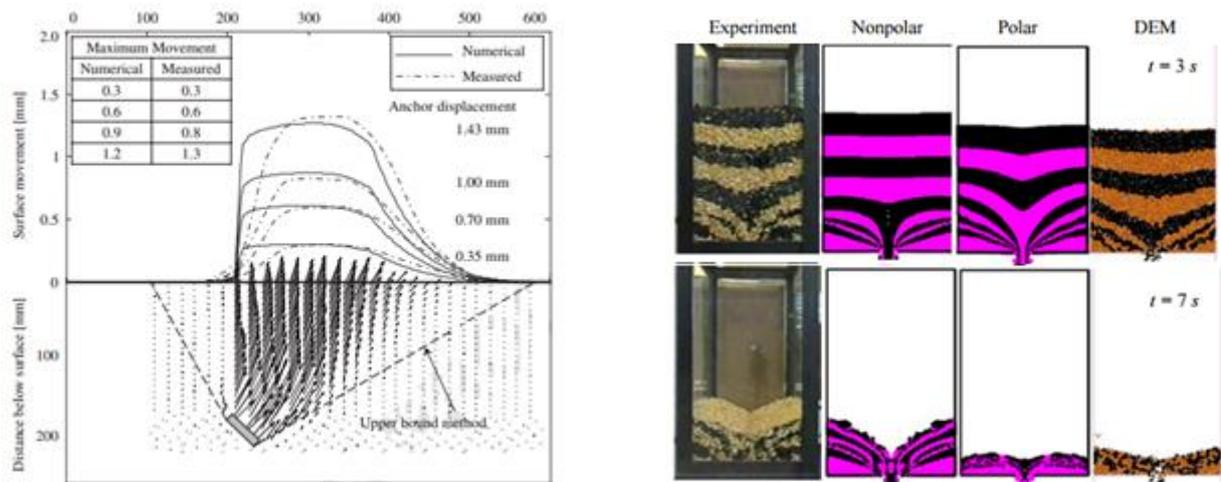 0 100 200 300 400 500 600
2.0
Maximum Movement
Numerical Measured
0.3 0.3
0.6 0.6
0.9 0.8
1.2 1.3
Numerical
Measured
Anchor displacement
1.43 mm
1.00 mm
0.70 mm
0.35 mm
1.5
1
0.5
0
100
200
Surface movement [mm]
Distance below surface [mm]
Upper bound method
Experiment Nonpolar Polar DEM
t = 3 s
t = 7 s